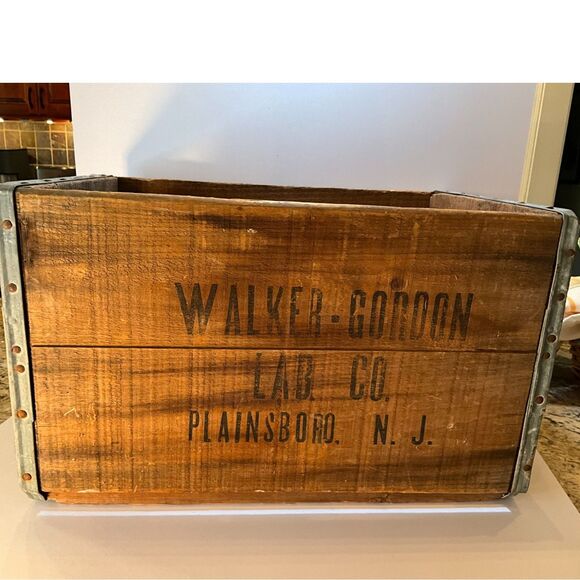 WALKER-GORDON
LAB. CO.
PLAINSBORO, N. J.